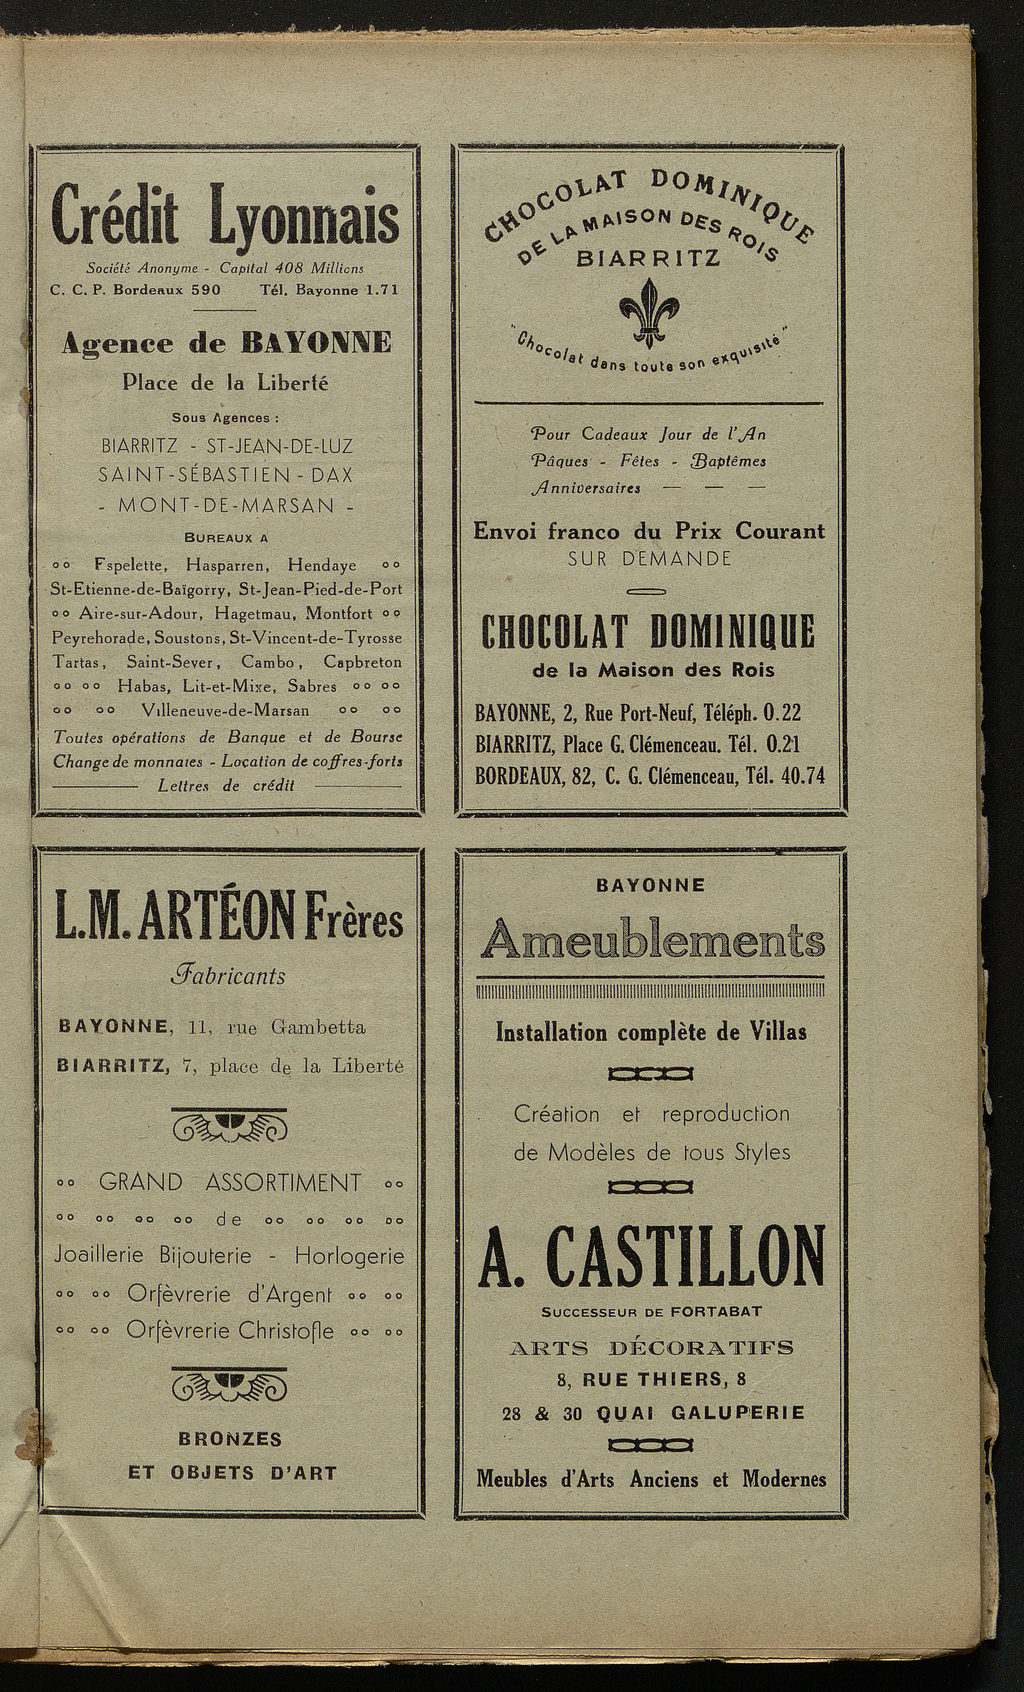 Crédit Lyonnais
Société Anonyme - Capital 408 Millions
C. C. P. Bordeaux 590 Tél. Bayonne 1.71
Agence de BAYONNE
Place de la Liberté
Sous Agences :
BIARRITZ - ST-JEAN-DE-LUZ
SAINT-SÉBASTIEN - DAX
- MONT-DE-MARSAN -
BUREAUX A
Espelette, Hasparren, Hendaye
St-Etienne-de-Baïgorry, St-Jean-Pied-de-Port
Aire-sur-Adour, Hagetmau, Montfort
Peyrehorade, Soustons, St-Vincent-de-Tyrosse
Tartas, Saint-Sever, Cambo, Capbreton
Habas, Lit-et-Mixe, Sabres
Villeneuve-de-Marsan
Toutes opérations de Banque et de Bourse
Change de monnaies - Location de coffres-forts
Lettres de crédit
CHOCOLAT DOMINIQUE
DE LA MAISON DES ROIS
BIARRITZ
"Chocolat dans toute son exquisité"
Pour Cadeaux Jour de l'An
Pâques - Fêtes - Baptêmes
Anniversaires — — —
Envoi franco du Prix Courant
SUR DEMANDE
CHOCOLAT DOMINIQUE
de la Maison des Rois
BAYONNE, 2, Rue Port-Neuf, Téléph. 0.22
BIARRITZ, Place G. Clémenceau. Tél. 0.21
BORDEAUX, 82, C. G. Clémenceau, Tél. 40.74
L.M. ARTÉON Frères
Fabricants
BAYONNE, 11, rue Gambetta
BIARRITZ, 7, place de la Liberté
GRAND ASSORTIMENT
de
Joaillerie Bijouterie - Horlogerie
Orfèvrerie d'Argent
Orfèvrerie Christofle
BRONZES
ET OBJETS D'ART
BAYONNE
Ameublements
Installation complète de Villas
Création et reproduction
de Modèles de tous Styles
A. CASTILLON
SUCCESSEUR DE FORTABAT
ARTS DÉCORATIFS
8, RUE THIERS, 8
28 & 30 QUAI GALUPERIE
Meubles d'Arts Anciens et Modernes